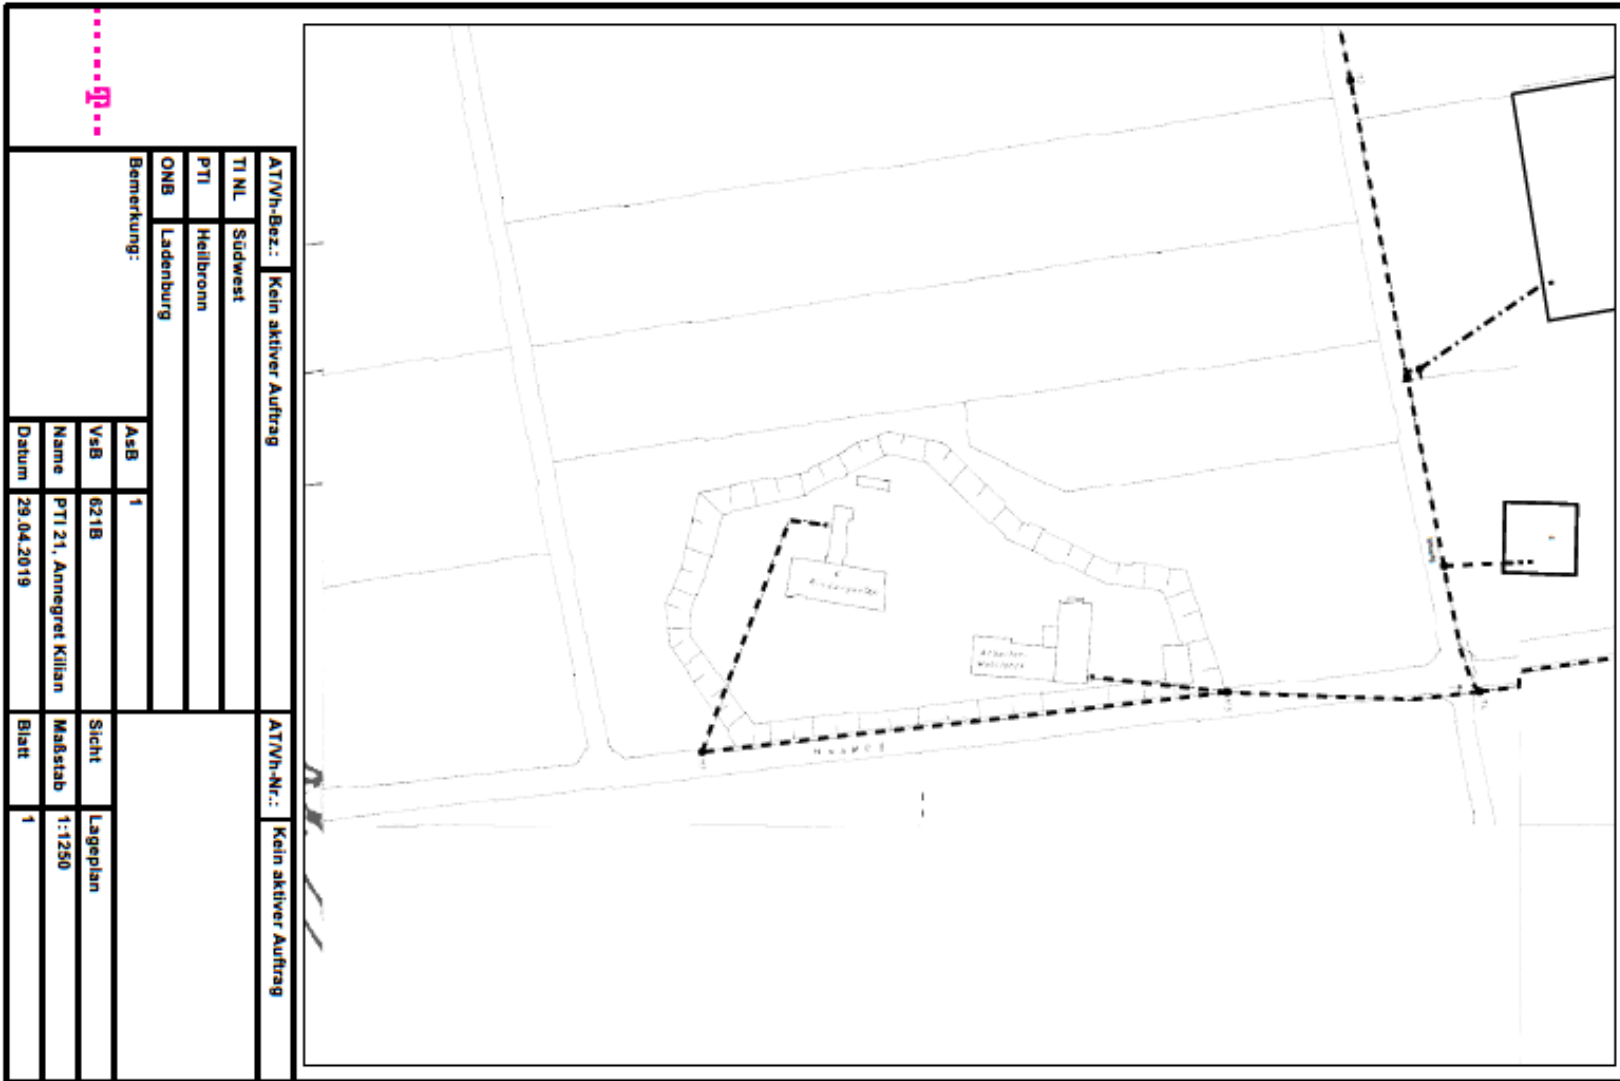 T
AT/Vh-Bez.: Kein aktiver Auftrag AT/Vh-Nr.: Kein aktiver Auftrag
TI NL Südwest
PTI Heilbronn
ONB Ladenburg
Bemerkung: AsB 1
VsB 621B Sicht Lageplan
Name PTI 21, Annegret Kilian Maßstab 1:1250
Datum 29.04.2019 Blatt 1